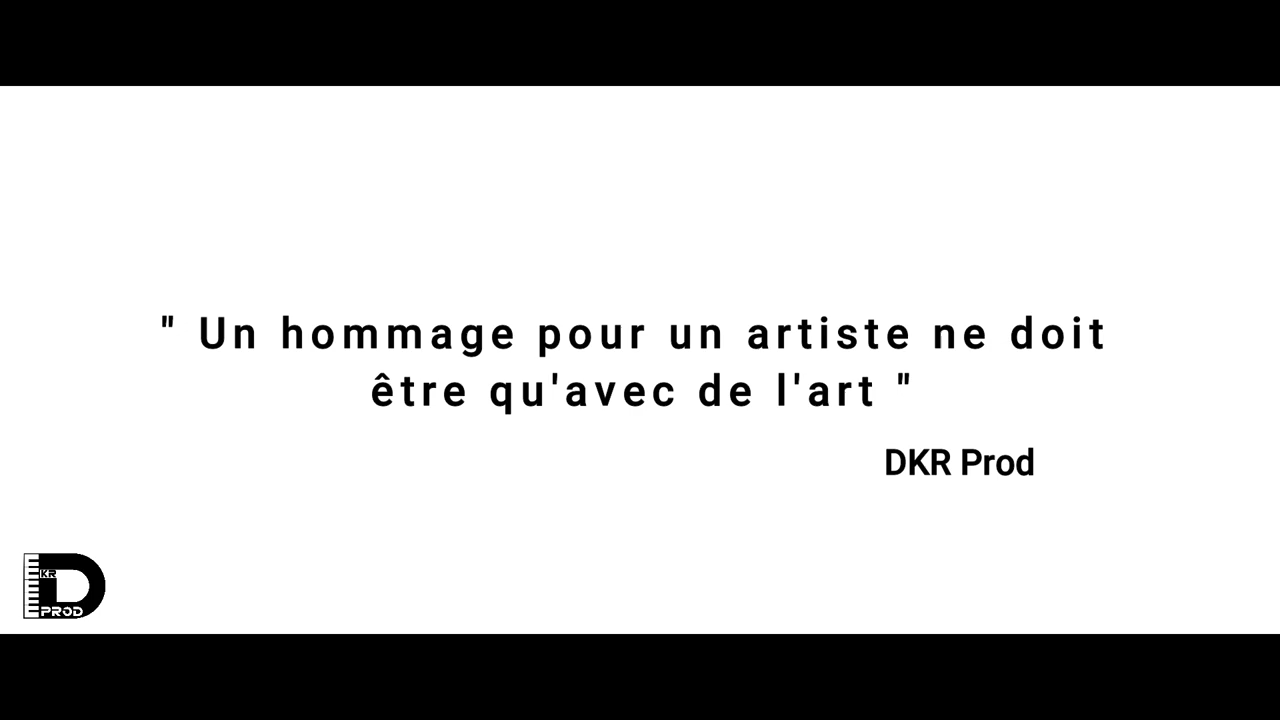 " Un hommage pour un artiste ne doit
être qu'avec de l'art "
DKR Prod
KR
PROD